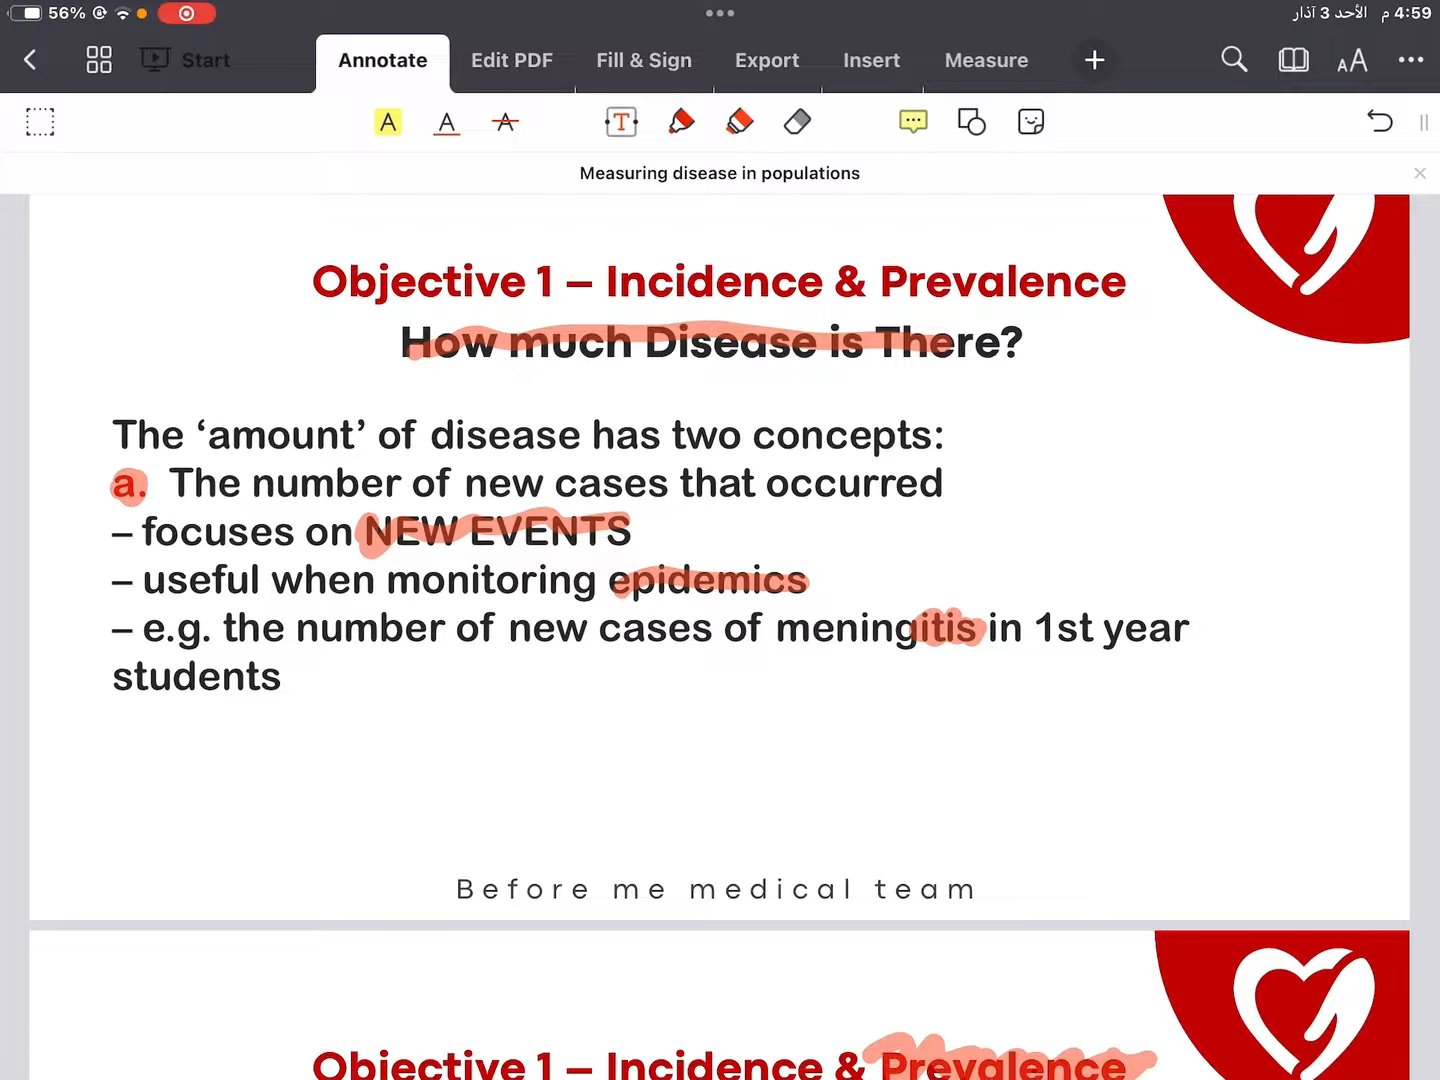 56%
4:59 م الأحد 3 آذار
Start
Annotate
Edit PDF
Fill & Sign
Export
Insert
Measure
Measuring disease in populations
Objective 1 – Incidence & Prevalence
How much Disease is There?
The ‘amount’ of disease has two concepts:
a. The number of new cases that occurred
– focuses on NEW EVENTS
– useful when monitoring epidemics
– e.g. the number of new cases of meningitis in 1st year
students
Before me medical team
Objective 1 – Incidence & Prevalence